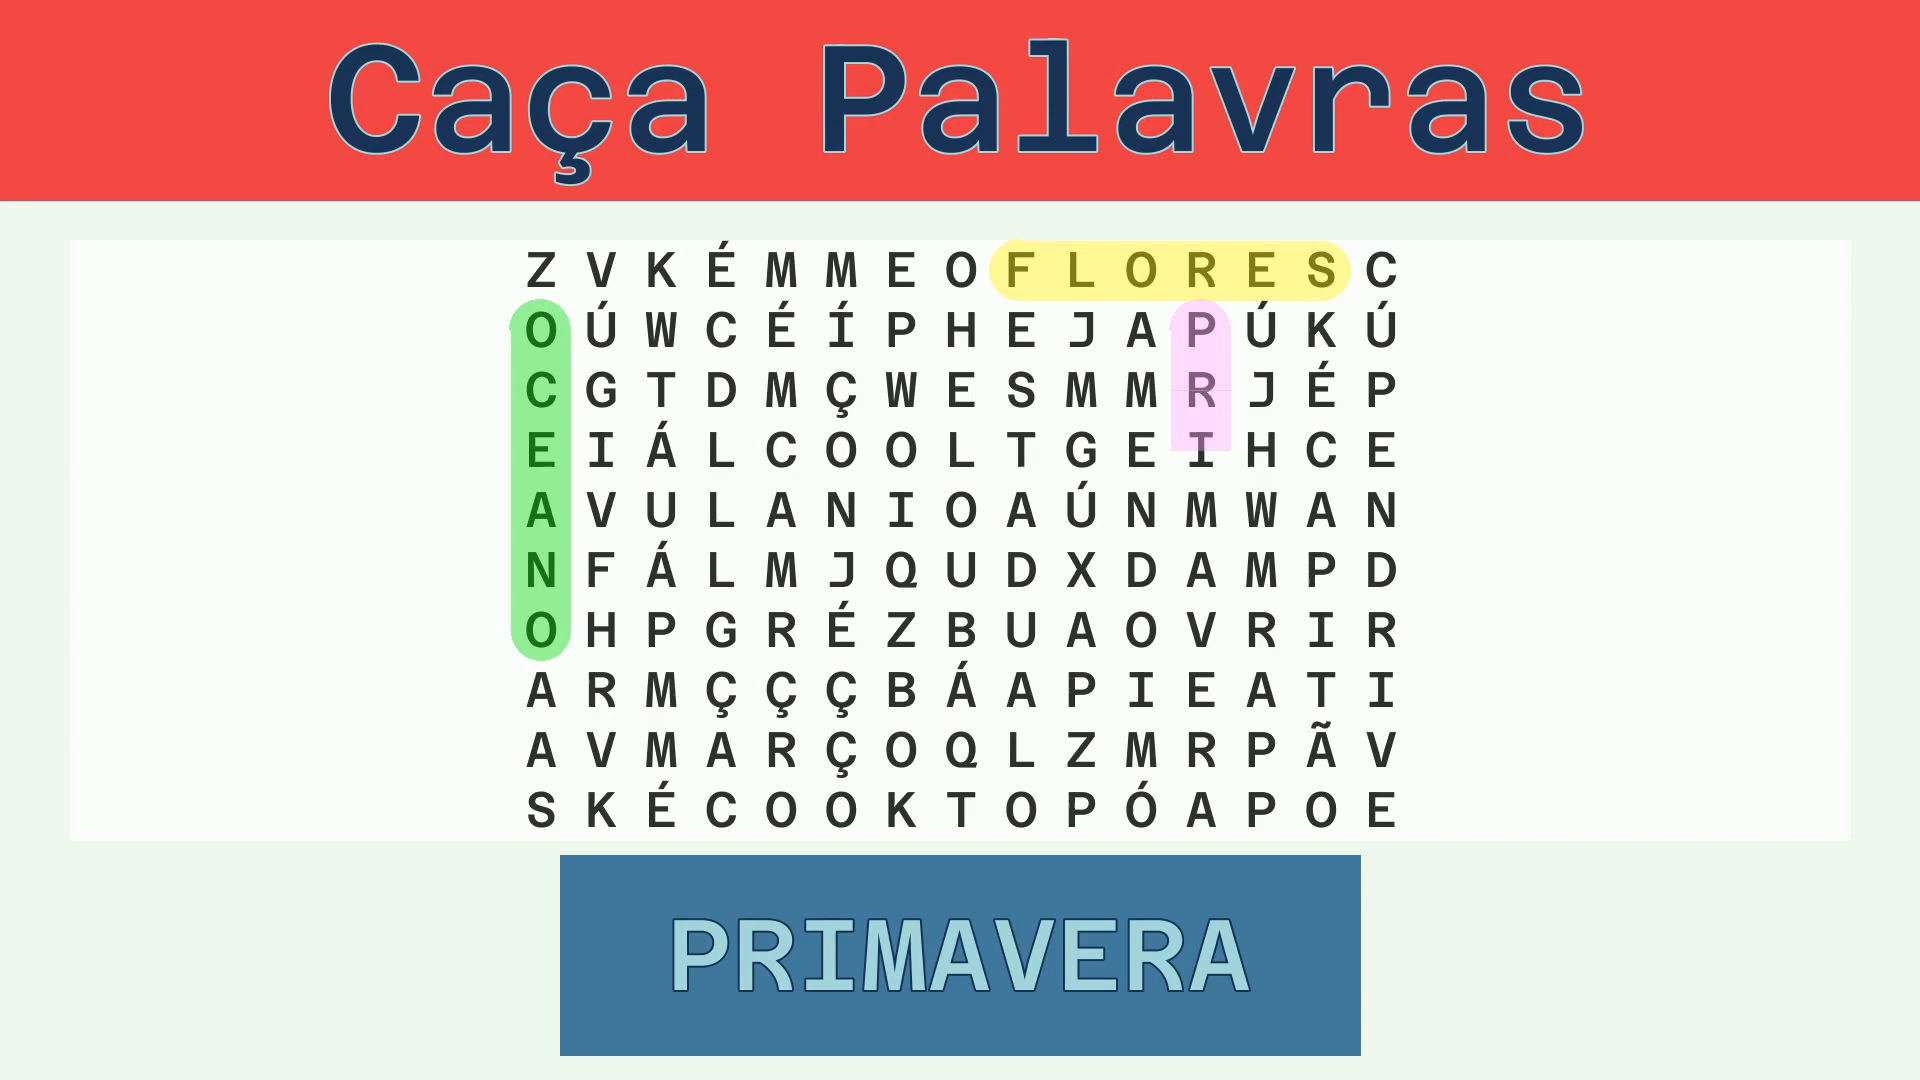 Caça Palavras
Z V K É M M E O F L O R E S C
O Ú W C É Í P H E J A P Ú K Ú
C G T D M Ç W E S M M R J É P
E I Á L C O O L T G E I H C E
A V U L A N I O A Ú N M W A N
N F Á L M J Q U D X D A M P D
O H P G R É Z B U A O V R I R
A R M Ç Ç Ç B Á A P I E A T I
A V M A R Ç O Q L Z M R P Ã V
S K É C O O K T O P Ó A P O E
PRIMAVERA